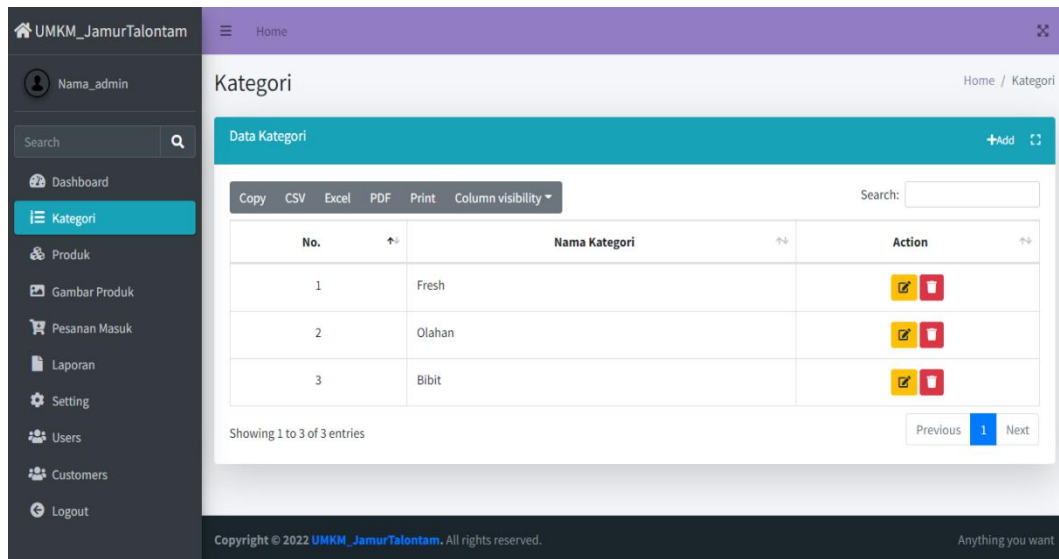 UMKM_JamurTalontam
Home
Nama_admin
Kategori
Home / Kategori
Search
Data Kategori
Add
Dashboard
Kategori
Produk
Gambar Produk
Pesanan Masuk
Laporan
Setting
Users
Customers
Logout
Copy CSV Excel PDF Print Column visibility
Search:
No. Nama Kategori Action
1 Fresh
2 Olahan
3 Bibit
Showing 1 to 3 of 3 entries
Previous 1 Next
Copyright © 2022 UMKM_JamurTalontam. All rights reserved.
Anything you want